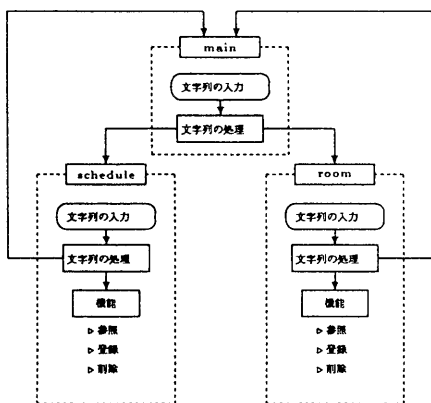 main
文字列の入力
文字列の処理
schedule
文字列の入力
文字列の処理
機能
▷ 参照
▷ 登録
▷ 削除
room
文字列の入力
文字列の処理
機能
▷ 参照
▷ 登録
▷ 削除